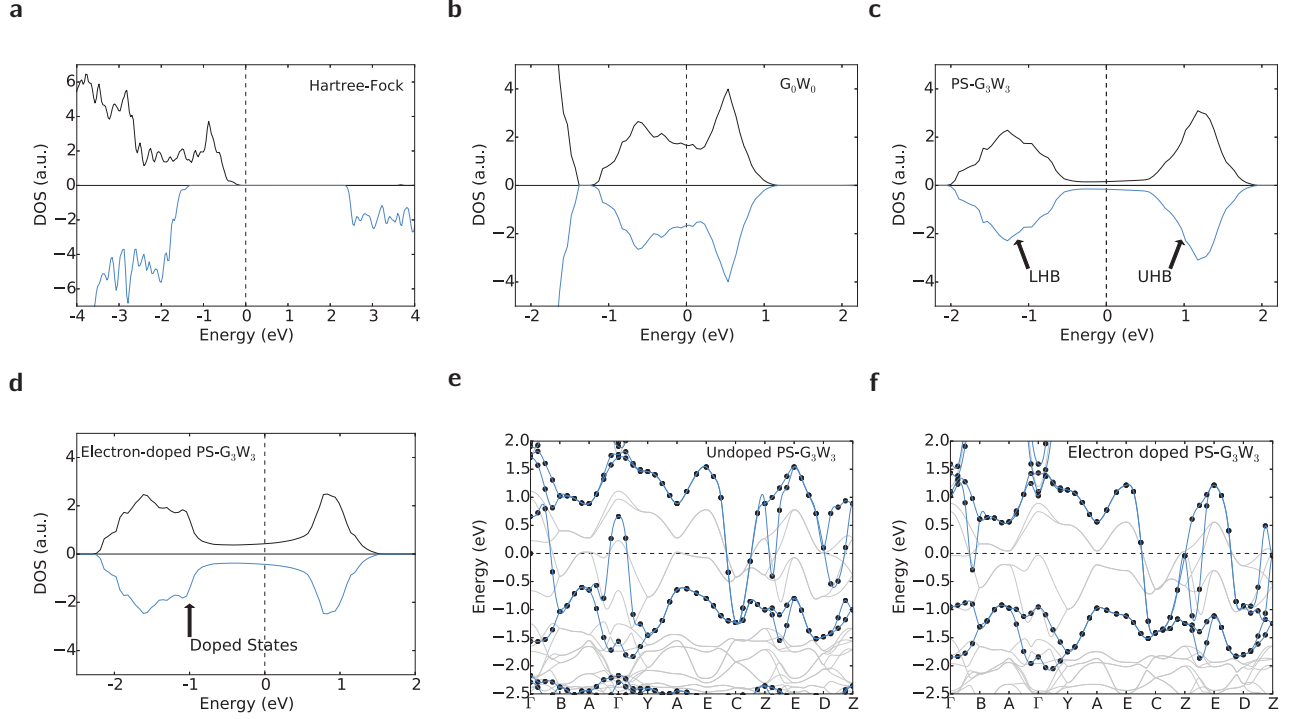 a
6
4
2
0
−2
−4
−6
DOS (a.u.)
Hartree-Fock
-4 -3 -2 -1 0 1 2 3 4
Energy (eV)
b
4
2
0
−2
−4
DOS (a.u.)
G₀W₀
-2 -1 0 1 2
Energy (eV)
c
4
2
0
−2
−4
DOS (a.u.)
PS-G₃W₃
LHB
UHB
-2 -1 0 1 2
Energy (eV)
d
4
2
0
−2
−4
DOS (a.u.)
Electron-doped PS-G₃W₃
Doped States
-2 -1 0 1 2
Energy (eV)
e
2.0
1.5
1.0
0.5
0.0
−0.5
−1.0
−1.5
−2.0
−2.5
Energy (eV)
Undoped PS-G₃W₃
Γ B A Γ Y A E C Z E D Z
f
2.0
1.5
1.0
0.5
0.0
−0.5
−1.0
−1.5
−2.0
−2.5
Energy (eV)
Electron doped PS-G₃W₃
Γ B A Γ Y A E C Z E D Z